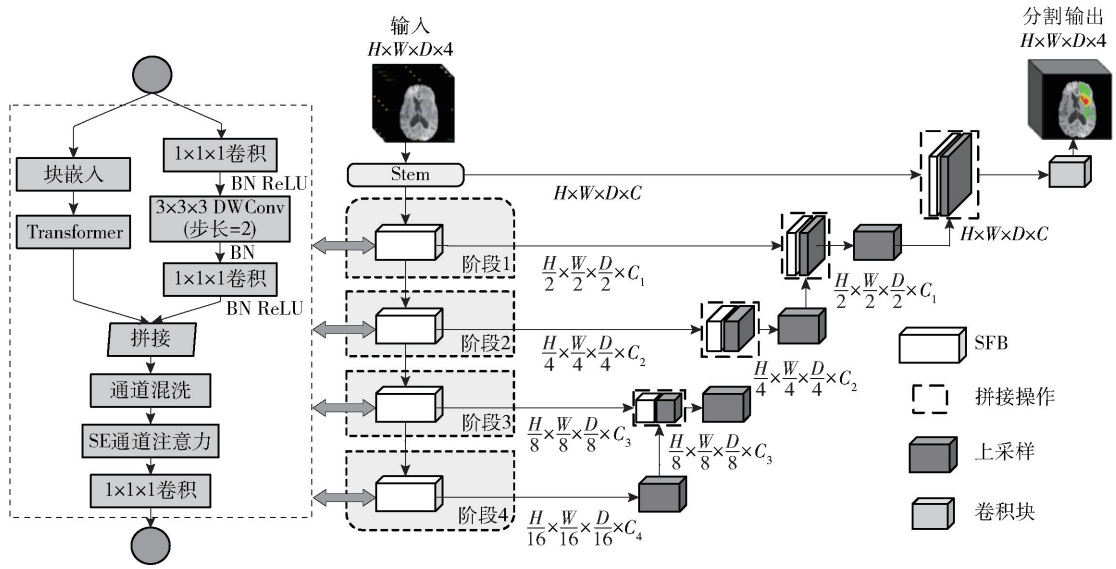 输入
H×W×D×4
分割输出
H×W×D×4
块嵌入
Transformer
1×1×1卷积
BN ReLU
3×3×3 DWConv
(步长=2)
BN
1×1×1卷积
BN ReLU
拼接
通道混洗
SE通道注意力
1×1×1卷积
Stem
H×W×D×C
阶段1
H/2×W/2×D/2×C₁
阶段2
H/4×W/4×D/4×C₂
阶段3
H/8×W/8×D/8×C₃
阶段4
H/16×W/16×D/16×C₄
H/8×W/8×D/8×C₃
H/4×W/4×D/4×C₂
H/2×W/2×D/2×C₁
H×W×D×C
SFB
拼接操作
上采样
卷积块